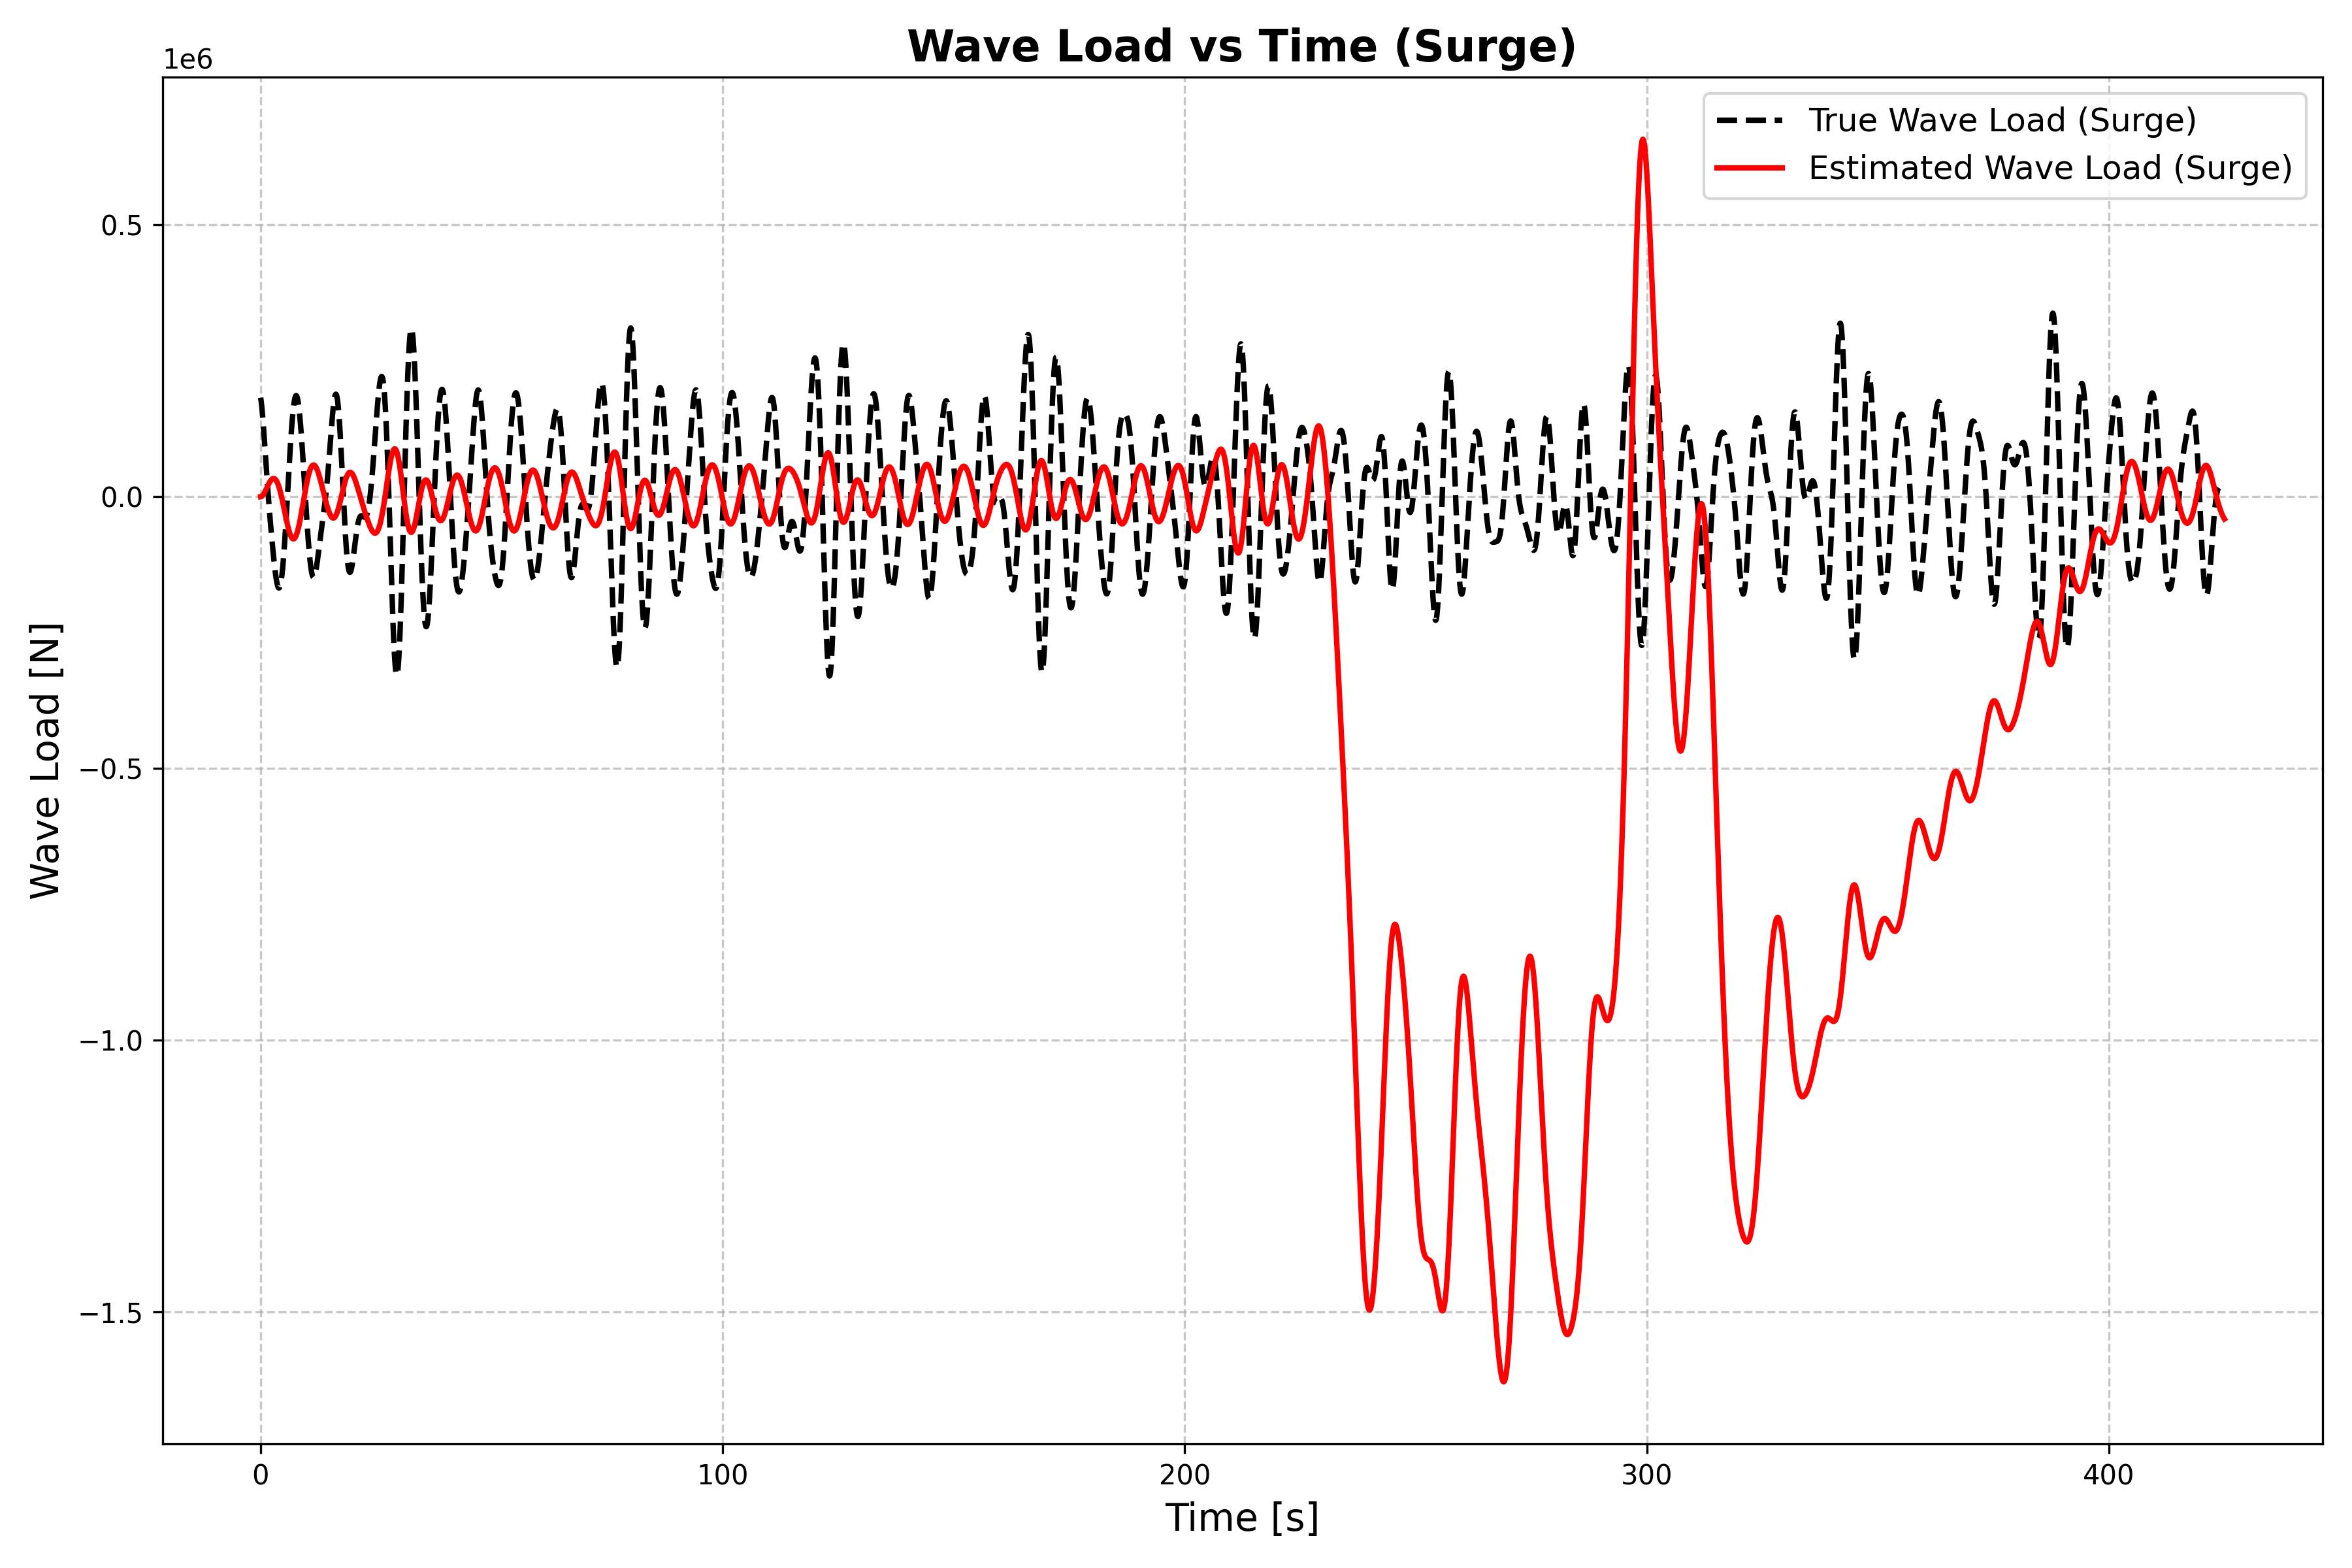 Wave Load vs Time (Surge)
1e6
True Wave Load (Surge)
Estimated Wave Load (Surge)
0.5
0.0
−0.5
−1.0
−1.5
Wave Load [N]
0 100 200 300 400
Time [s]